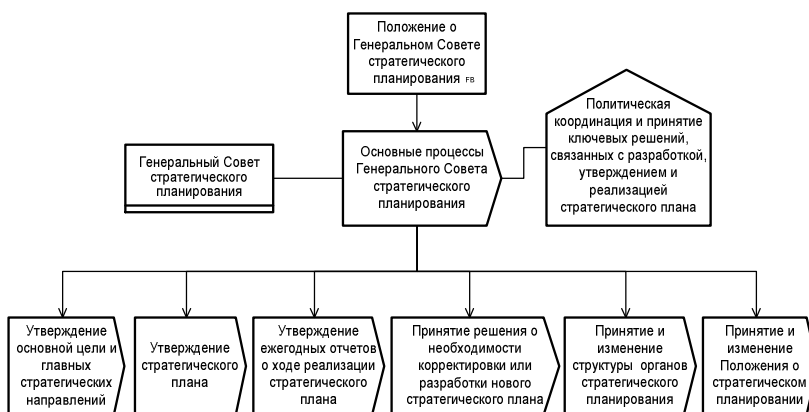 Положение о
Генеральном Совете
стратегического
планирования FB
Политическая
координация и принятие
ключевых решений,
связанных с разработкой,
утверждением и
реализацией
стратегического плана
Основные процессы
Генерального Совета
стратегического
планирования
Генеральный Совет
стратегического
планирования
Утверждение
основной цели и
главных
стратегических
направлений
Утверждение
стратегического
плана
Утверждение
ежегодных отчетов
о ходе реализации
стратегического
плана
Принятие решения о
необходимости
корректировки или
разработки нового
стратегического плана
Принятие и
изменение
структуры органов
стратегического
планирования
Принятие и
изменение
Положения о
стратегическом
планировании